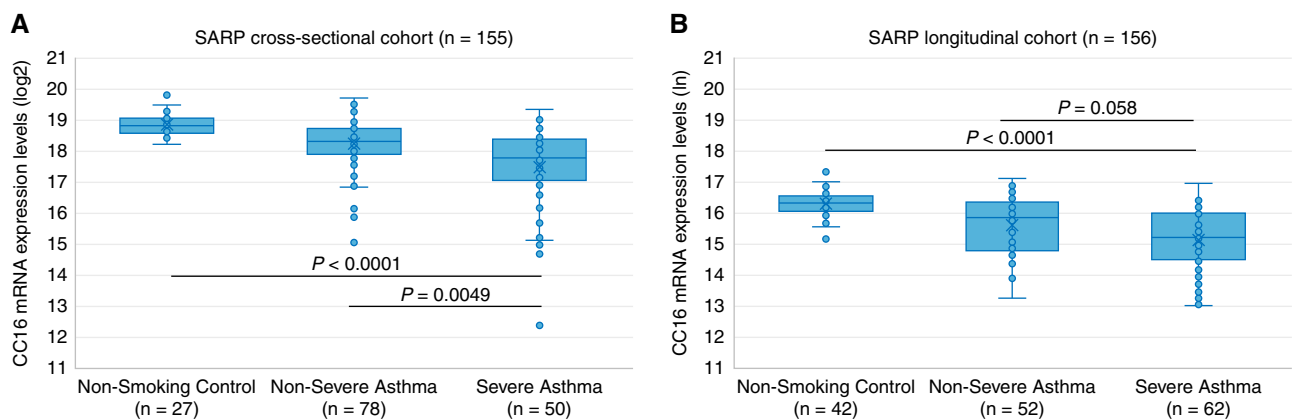 A
SARP cross-sectional cohort (n = 155)
CC16 mRNA expression levels (log2)
21
20
19
18
17
16
15
14
13
12
11
P < 0.0001
P = 0.0049
Non-Smoking Control
(n = 27)
Non-Severe Asthma
(n = 78)
Severe Asthma
(n = 50)
B
SARP longitudinal cohort (n = 156)
CC16 mRNA expression levels (ln)
21
20
19
18
17
16
15
14
13
12
11
P = 0.058
P < 0.0001
Non-Smoking Control
(n = 42)
Non-Severe Asthma
(n = 52)
Severe Asthma
(n = 62)